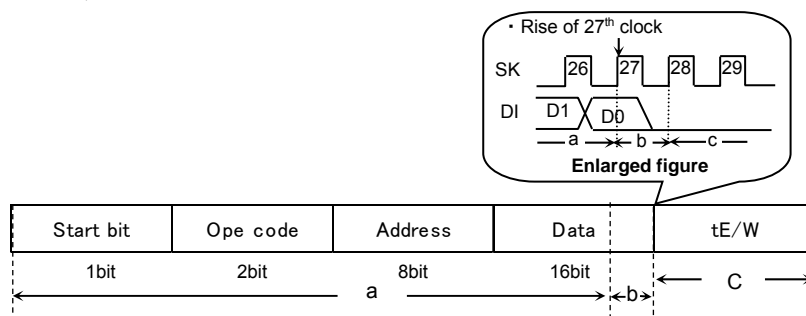 ・Rise of 27th clock
SK 26 27 28 29
DI D1 D0
a b c
Enlarged figure
Start bit Ope code Address Data tE/W
1bit 2bit 8bit 16bit
a b C